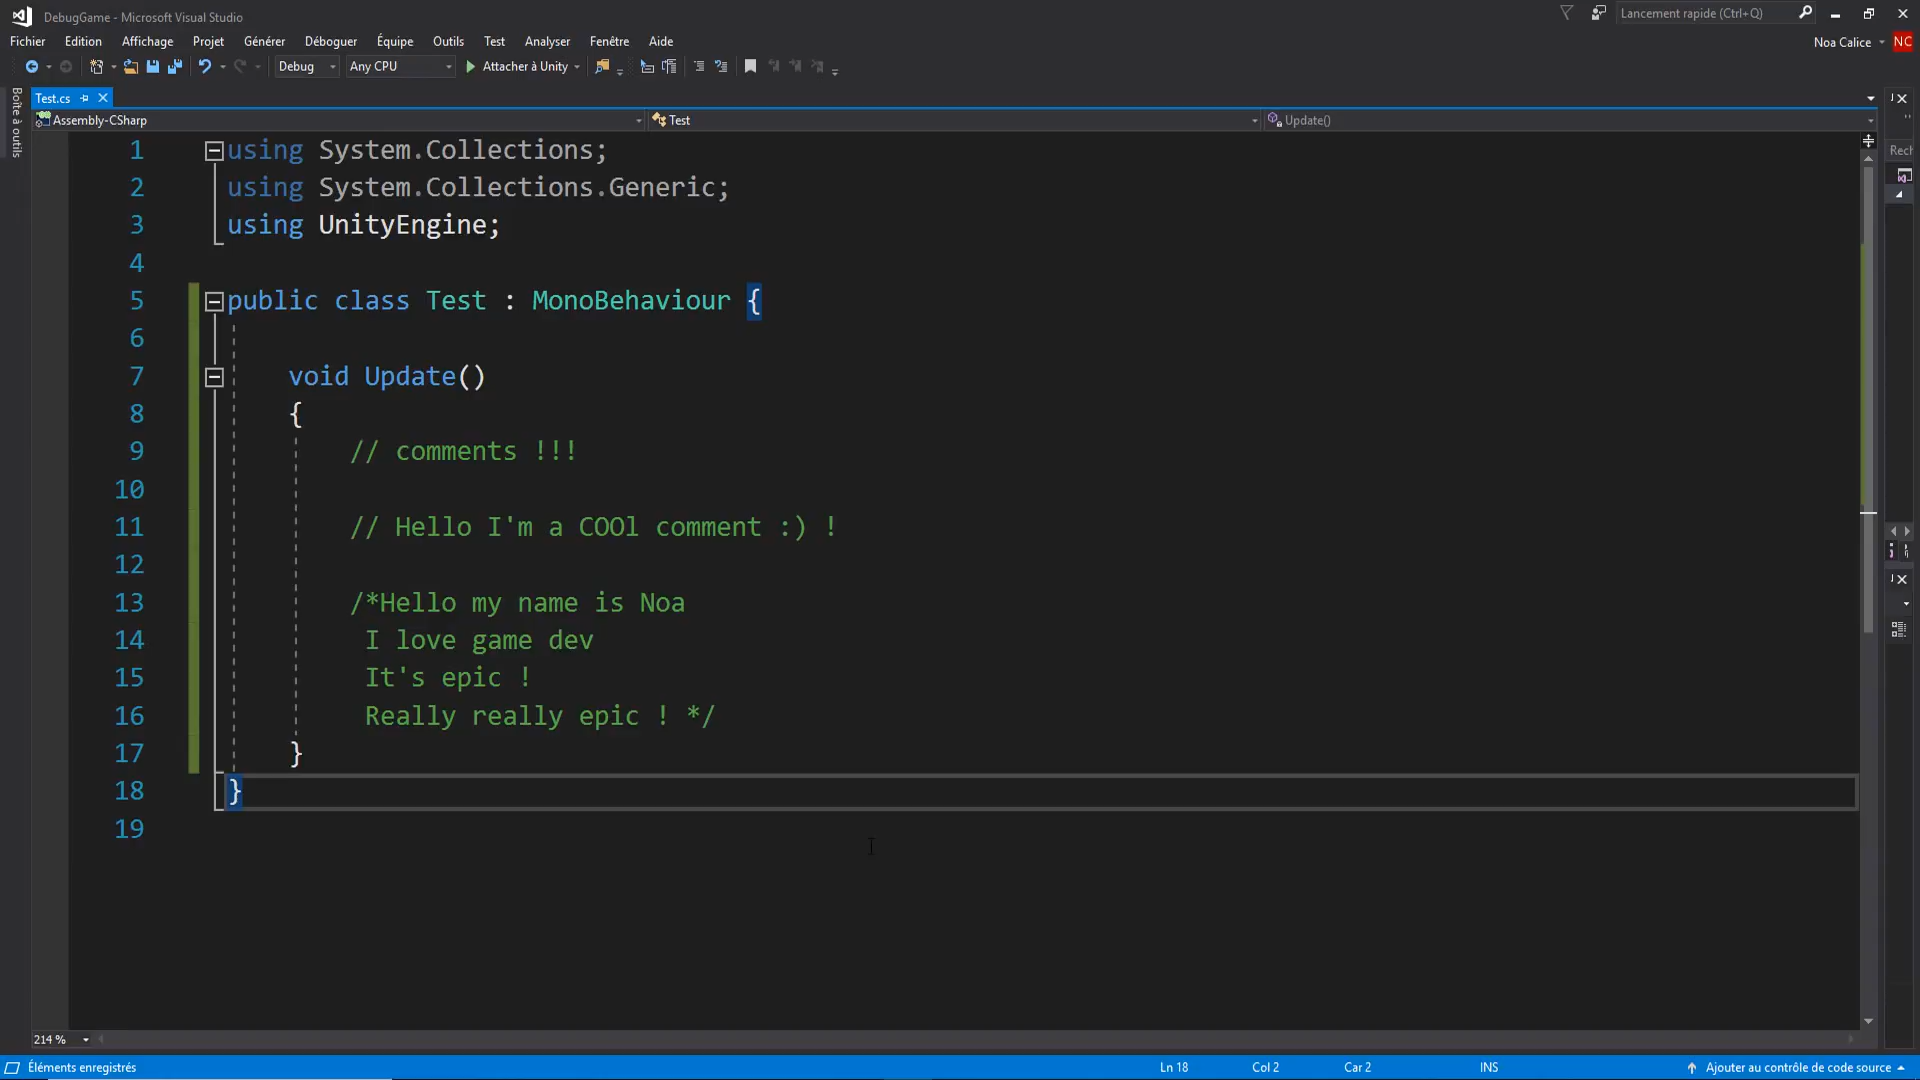 DebugGame - Microsoft Visual Studio
Lancement rapide (Ctrl+Q)
Fichier Edition Affichage Projet Générer Déboguer Équipe Outils Test Analyser Fenêtre Aide
Noa Calice NC
Debug Any CPU Attacher à Unity
Boîte à outils
Test.cs
Assembly-CSharp Test Update()
Rech
1 using System.Collections;
2 using System.Collections.Generic;
3 using UnityEngine;
4
5 public class Test : MonoBehaviour {
6
7 void Update()
8 {
9 // comments !!!
10
11 // Hello I'm a COOl comment :) !
12
13 /*Hello my name is Noa
14 I love game dev
15 It's epic !
16 Really really epic ! */
17 }
18 }
19
214 %
Éléments enregistrés Ln 18 Col 2 Car 2 INS Ajouter au contrôle de code source